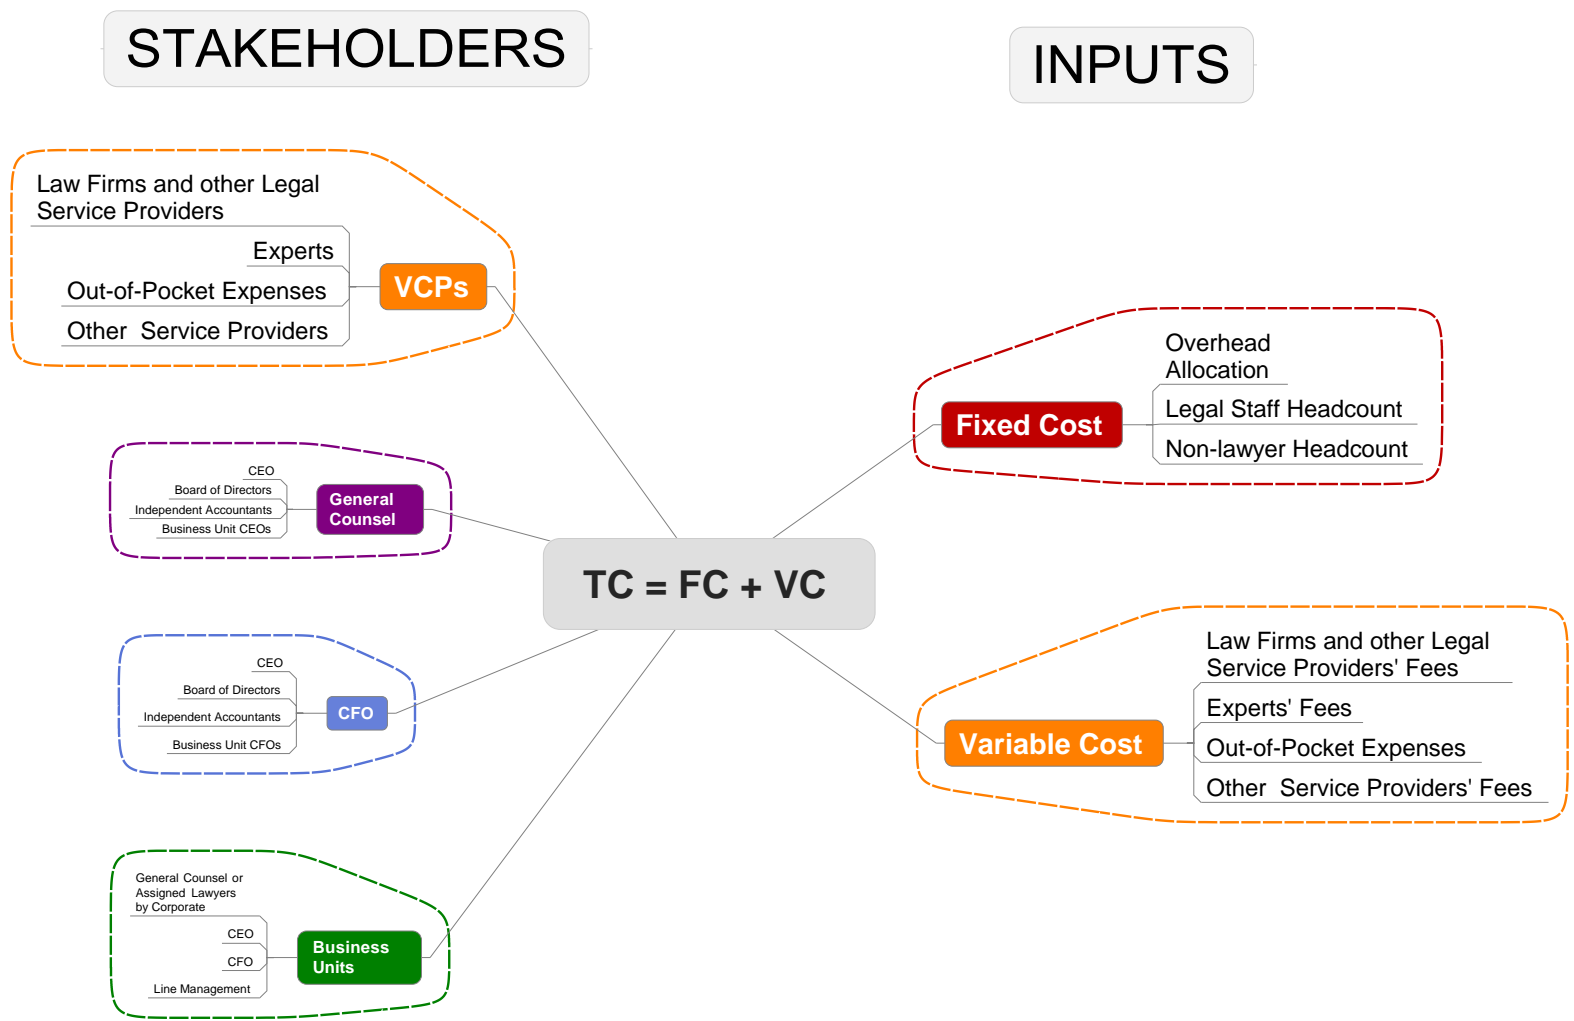 STAKEHOLDERS
INPUTS
Law Firms and other Legal
Service Providers
Experts
Out-of-Pocket Expenses
Other  Service Providers
VCPs
CEO
Board of Directors
Independent Accountants
Business Unit CEOs
General
Counsel
CEO
Board of Directors
Independent Accountants
Business Unit CFOs
CFO
General Counsel or
Assigned Lawyers
by Corporate
CEO
CFO
Line Management
Business
Units
TC = FC + VC
Fixed Cost
Overhead
Allocation
Legal Staff Headcount
Non-lawyer Headcount
Variable Cost
Law Firms and other Legal
Service Providers' Fees
Experts' Fees
Out-of-Pocket Expenses
Other  Service Providers' Fees